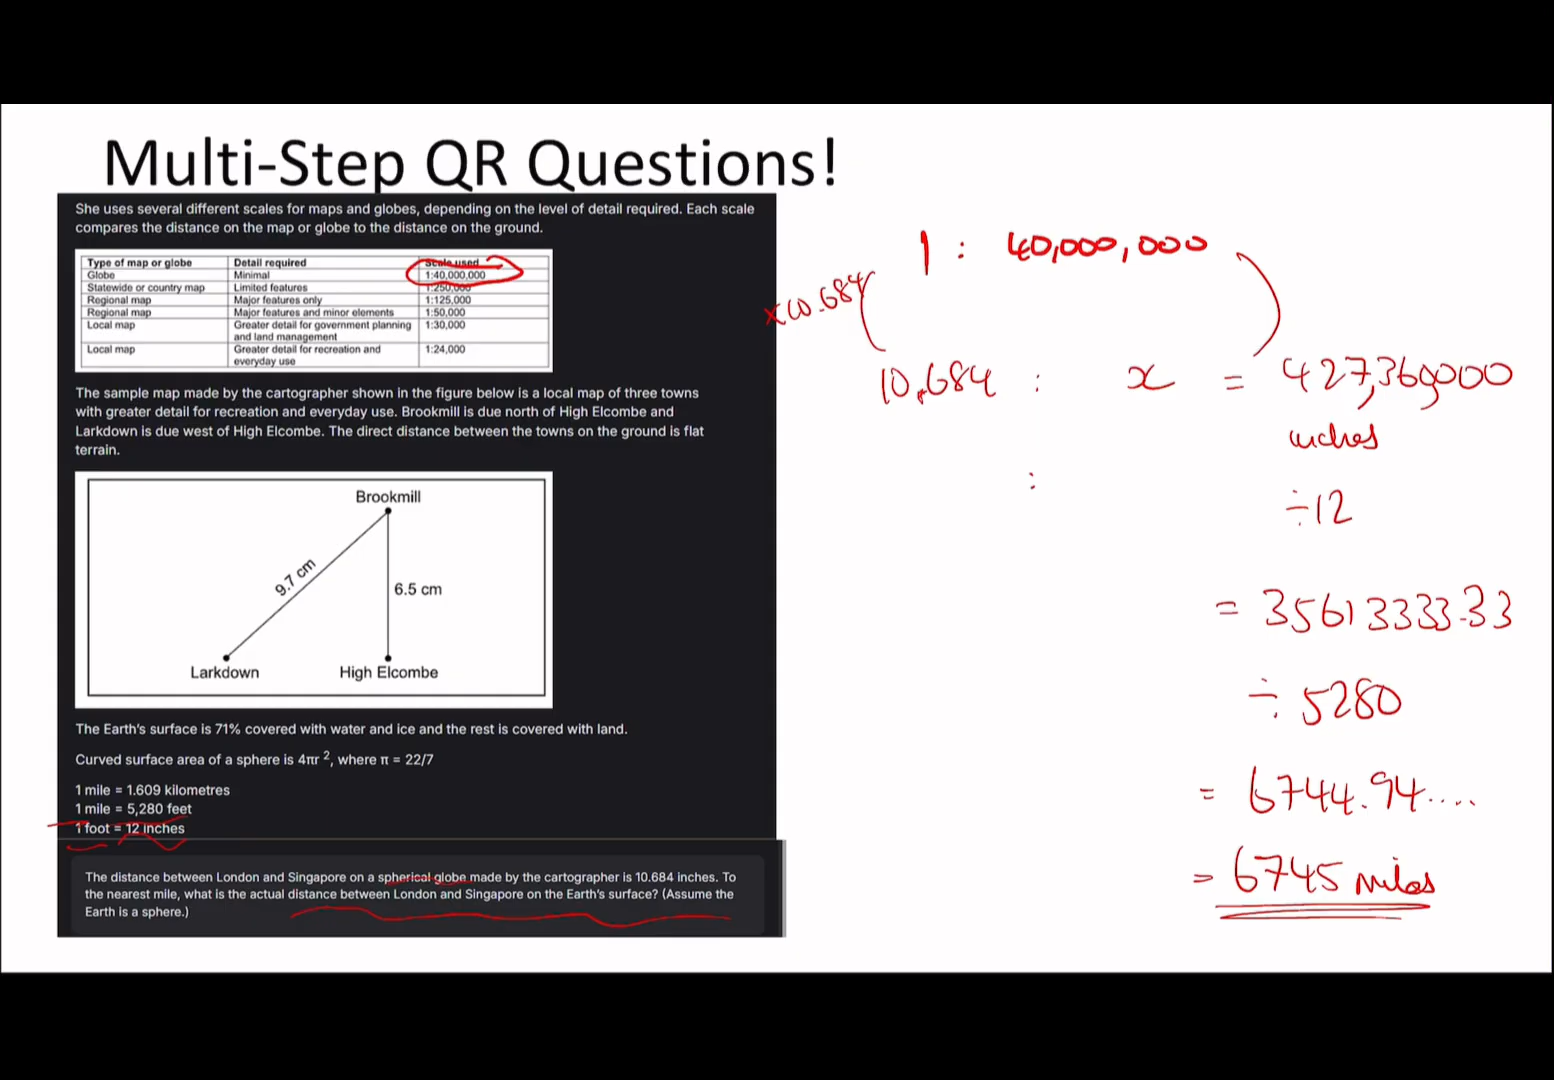 Multi-Step QR Questions!
She uses several different scales for maps and globes, depending on the level of detail required. Each scale
compares the distance on the map or globe to the distance on the ground.
Type of map or globe Detail required Scale used
Globe Minimal 1:40,000,000
Statewide or country map Limited features 1:250,000
Regional map Major features only 1:125,000
Regional map Major features and minor elements 1:50,000
Local map Greater detail for government planning 1:30,000
and land management
Local map Greater detail for recreation and 1:24,000
everyday use
The sample map made by the cartographer shown in the figure below is a local map of three towns
with greater detail for recreation and everyday use. Brookmill is due north of High Elcombe and
Larkdown is due west of High Elcombe. The direct distance between the towns on the ground is flat
terrain.
Brookmill
9.7 cm
6.5 cm
Larkdown High Elcombe
The Earth's surface is 71% covered with water and ice and the rest is covered with land.
Curved surface area of a sphere is 4πr ², where π = 22/7
1 mile = 1.609 kilometres
1 mile = 5,280 feet
1 foot = 12 inches
The distance between London and Singapore on a spherical globe made by the cartographer is 10.684 inches. To
the nearest mile, what is the actual distance between London and Singapore on the Earth's surface? (Assume the
Earth is a sphere.)
1 : 40,000,000
×10.684
10.684 : x = 427,360,000
inches
:
÷12
= 35613333.33
÷ 5280
= 6744.94....
= 6745 miles